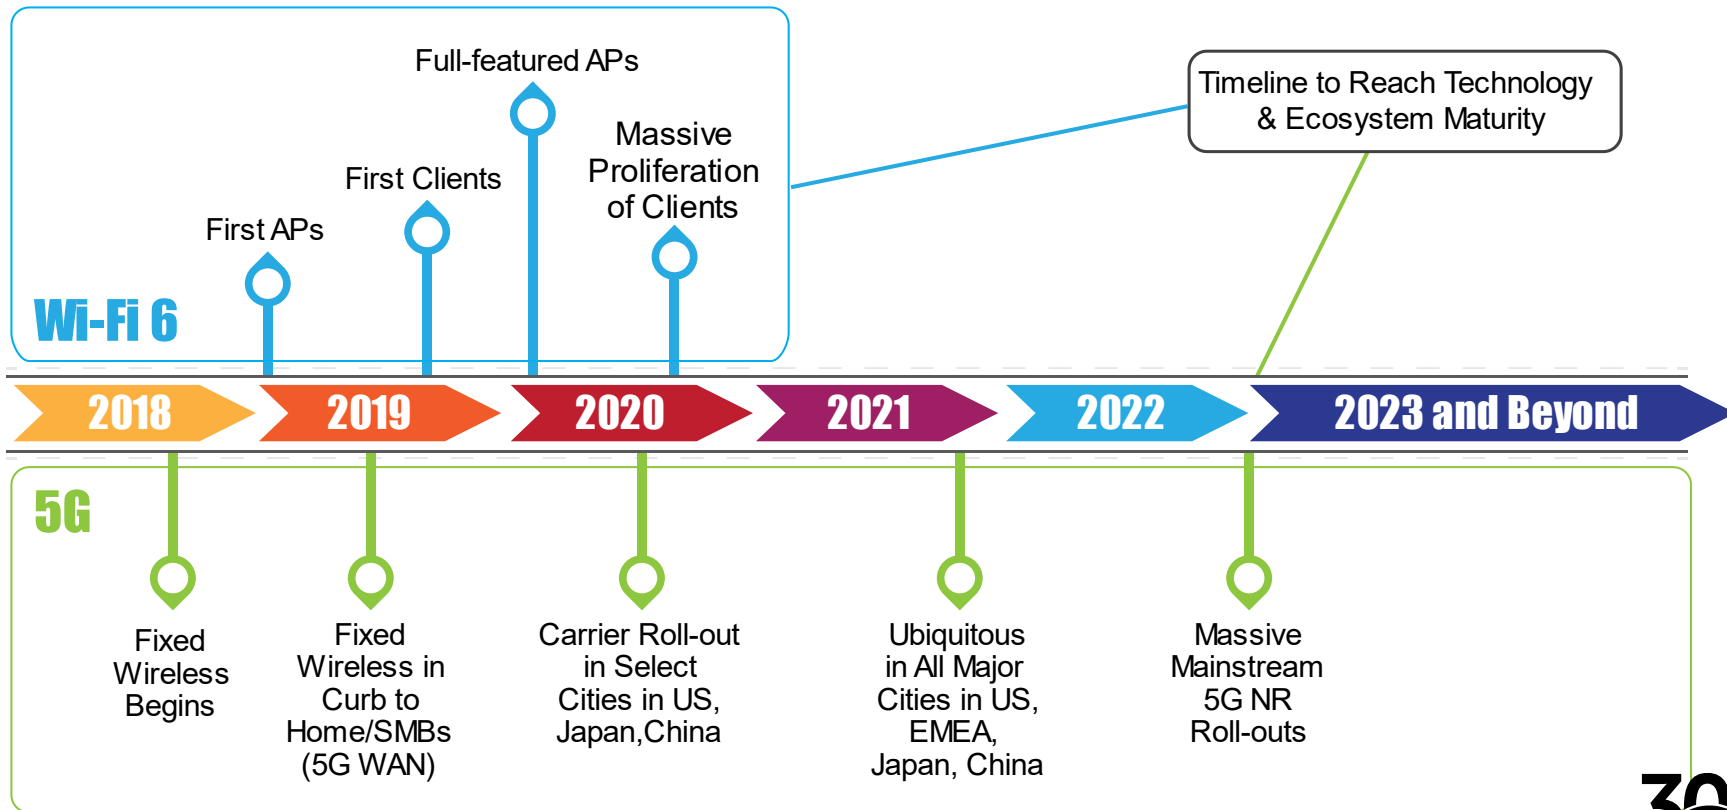 Full-featured APs
Timeline to Reach Technology
& Ecosystem Maturity
Massive
Proliferation
of Clients
First Clients
First APs
Wi-Fi 6
2018
2019
2020
2021
2022
2023 and Beyond
5G
Fixed
Wireless
Begins
Fixed
Wireless in
Curb to
Home/SMBs
(5G WAN)
Carrier Roll-out
in Select
Cities in US,
Japan,China
Ubiquitous
in All Major
Cities in US,
EMEA,
Japan, China
Massive
Mainstream
5G NR
Roll-outs